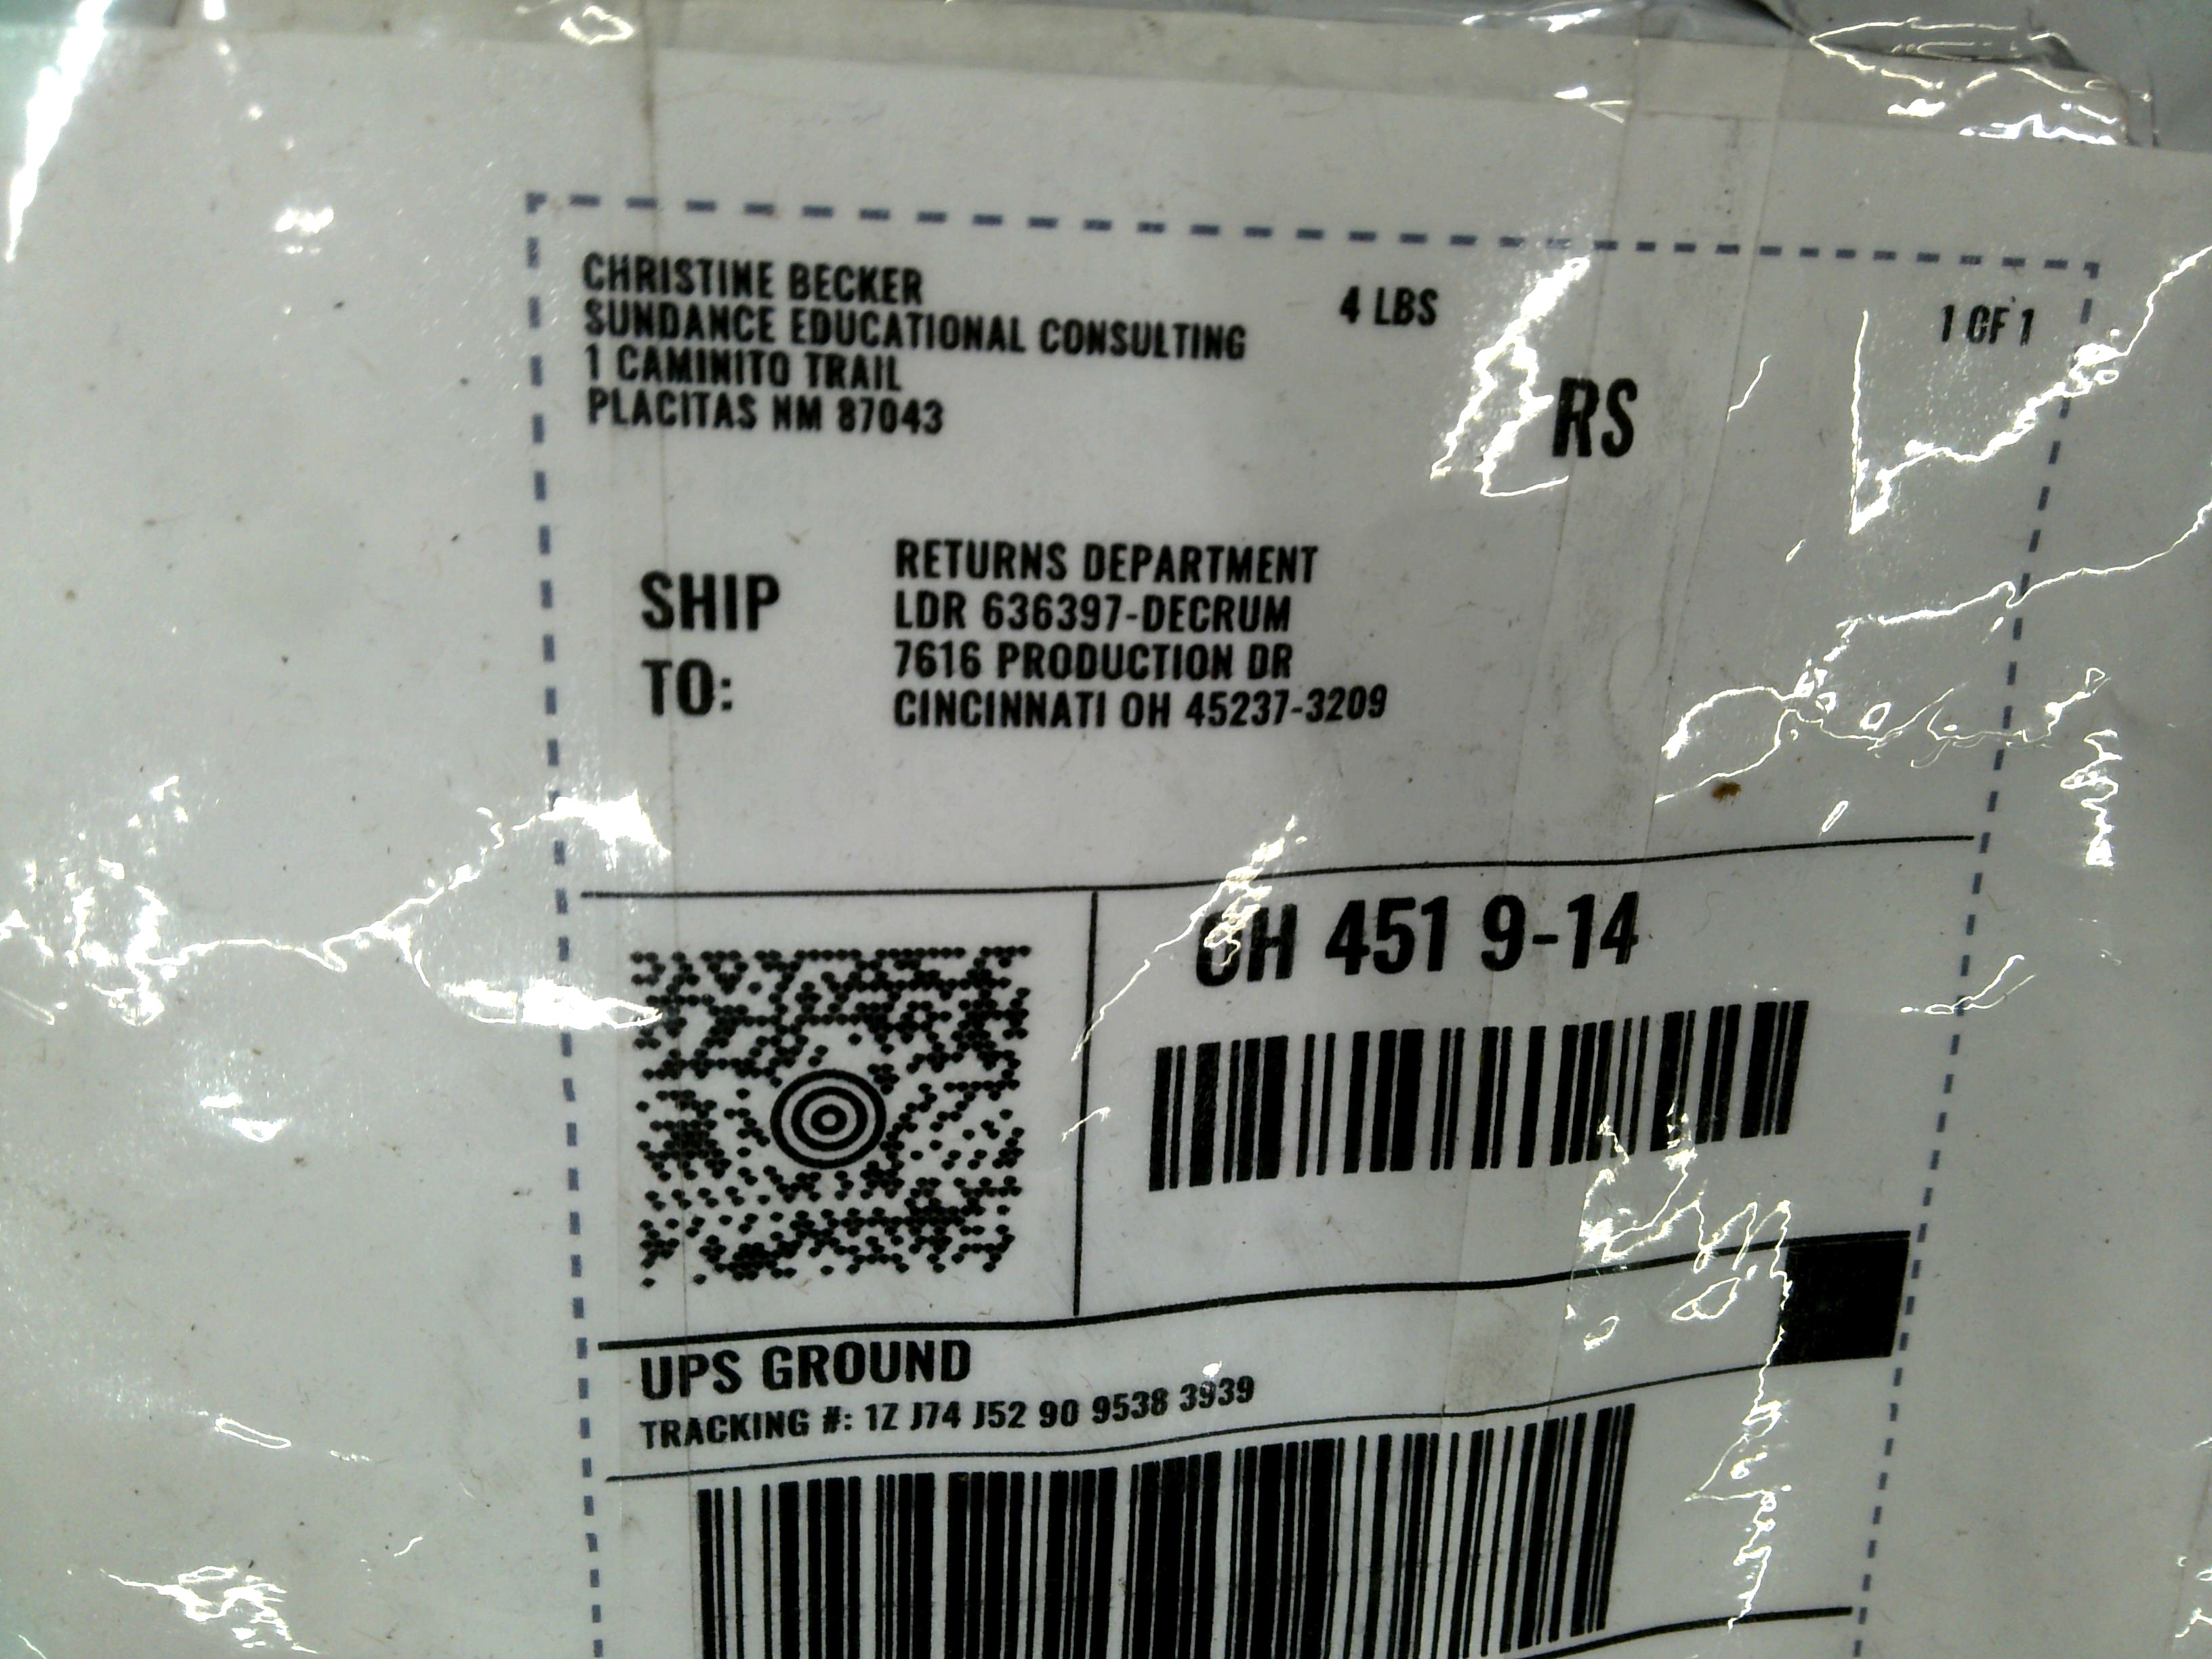 CHRISTINE BECKER
SUNDANCE EDUCATIONAL CONSULTING
1 CAMINITO TRAIL
PLACITAS NM 87043
4 LBS
1 OF 1
RS
SHIP
TO:
RETURNS DEPARTMENT
LDR 636397-DECRUM
7616 PRODUCTION DR
CINCINNATI OH 45237-3209
OH 451 9-14
UPS GROUND
TRACKING #: 1Z J74 J52 90 9538 3939